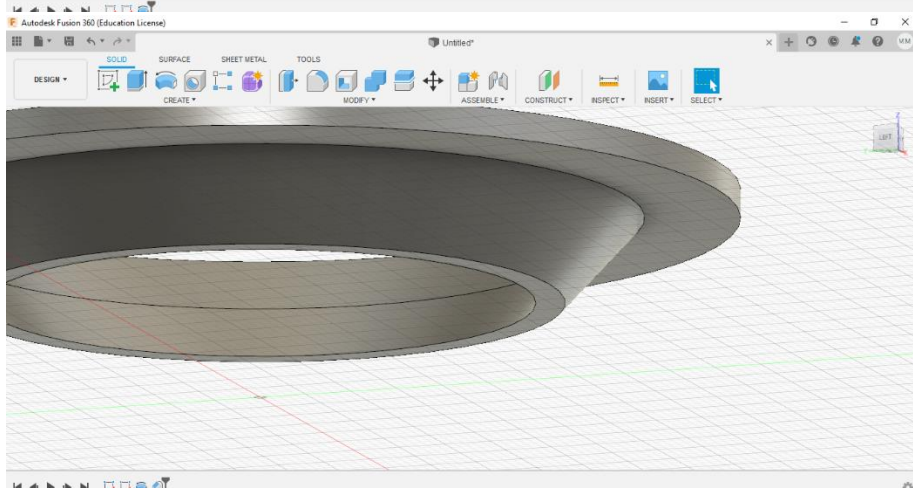 Autodesk Fusion 360 (Education License)
Untitled*
MM
SOLID SURFACE SHEET METAL TOOLS
DESIGN
CREATE MODIFY ASSEMBLE CONSTRUCT INSPECT INSERT SELECT
Z
LEFT